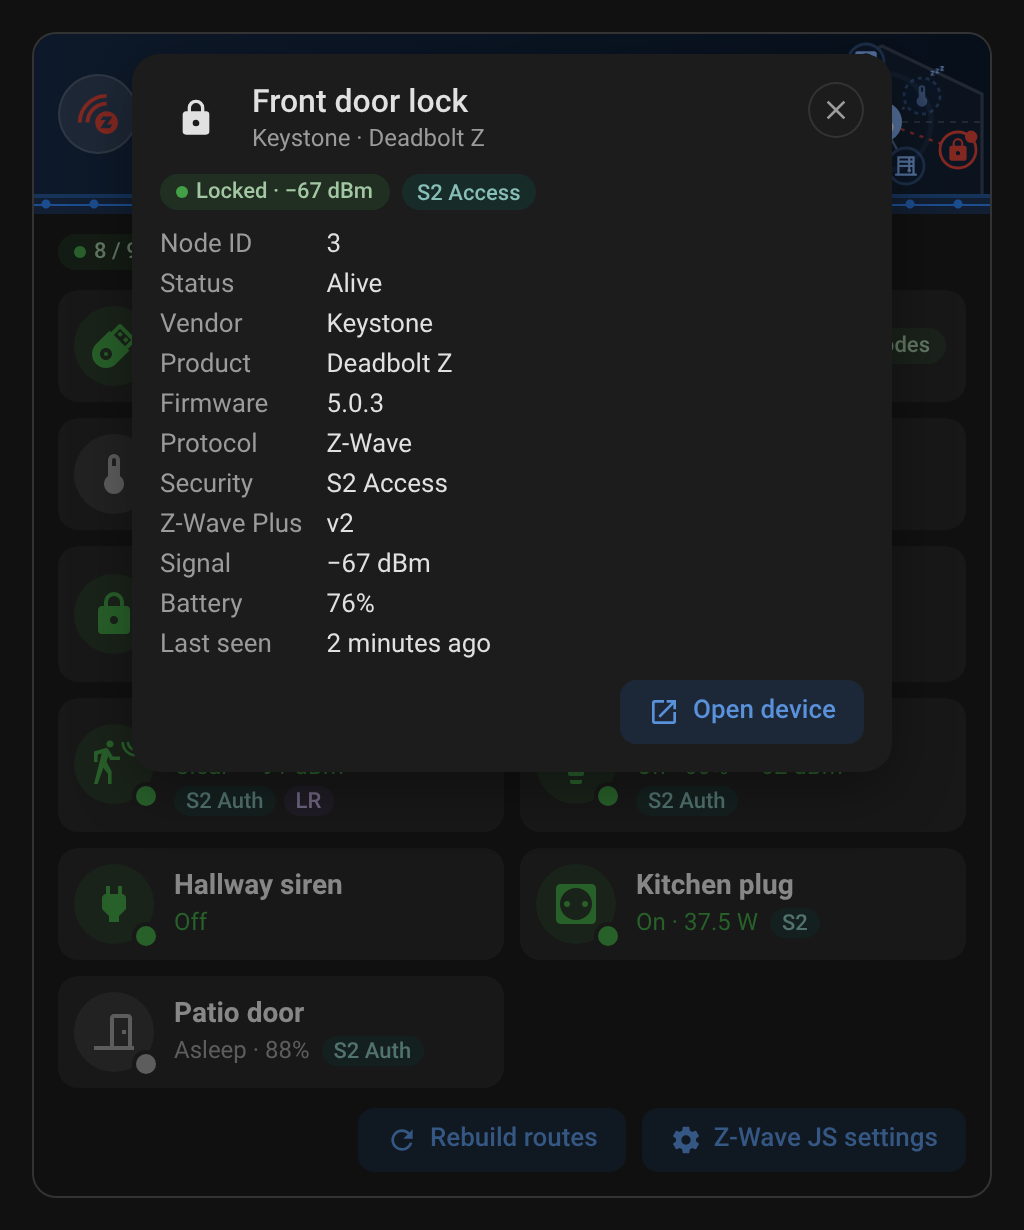 Front door lock
Keystone · Deadbolt Z
Locked · −67 dBm
S2 Access
8 / 9
Node ID 3
Status Alive
Vendor Keystone
Product Deadbolt Z
Firmware 5.0.3
Protocol Z-Wave
Security S2 Access
Z-Wave Plus v2
Signal −67 dBm
Battery 76%
Last seen 2 minutes ago
Open device
S2 Auth LR
S2 Auth
Hallway siren
Off
Kitchen plug
On · 37.5 W S2
Patio door
Asleep · 88% S2 Auth
Rebuild routes
Z-Wave JS settings